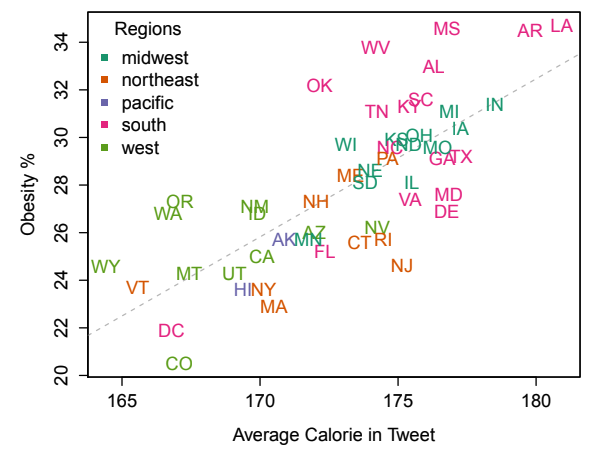 Regions
midwest
northeast
pacific
south
west
MS
AR
LA
WV
AL
OK
SC
KY
IN
TN
MI
IA
OH
KS
ND
WI
NC
MO
PA
GA
TX
NE
ME
SD
IL
MD
VA
DE
OR
WA
NM
ID
NH
NV
AZ
AK
MN
CT
RI
FL
CA
NJ
WY
MT
UT
VT
HI
NY
MA
DC
CO
34
32
30
28
26
24
22
20
Obesity %
165 170 175 180
Average Calorie in Tweet